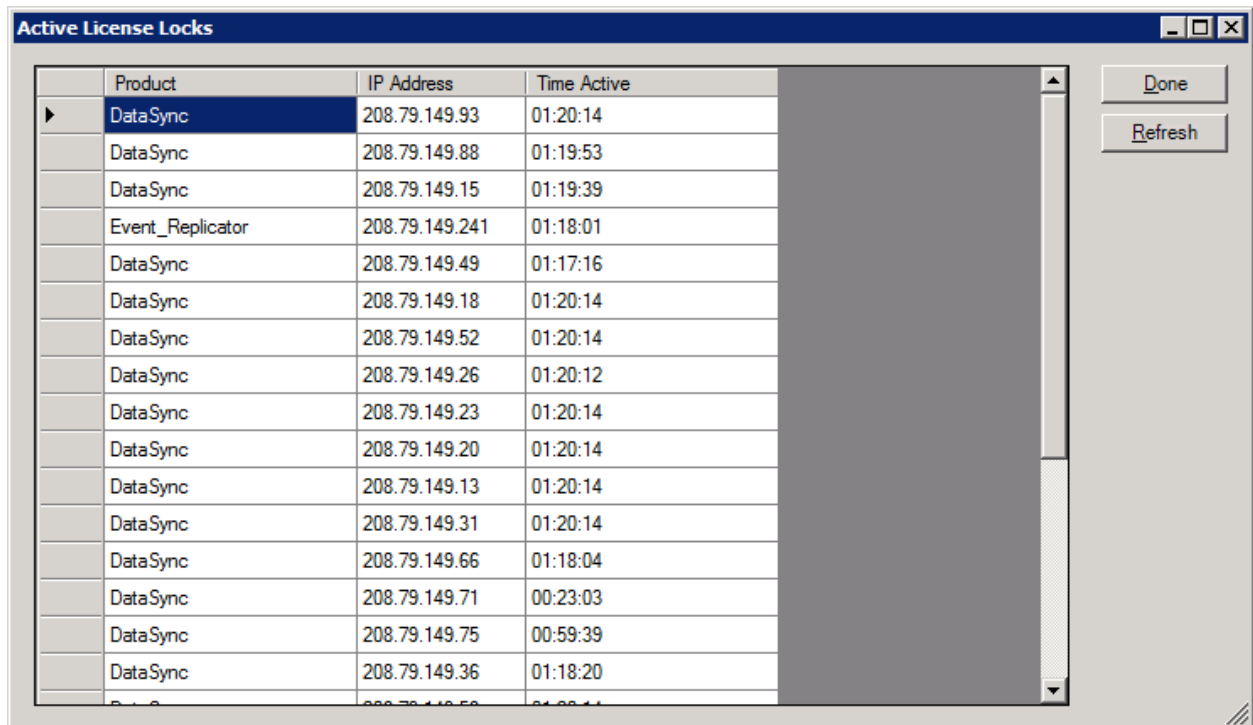 Active License Locks
Product IP Address Time Active
DataSync 208.79.149.93 01:20:14
DataSync 208.79.149.88 01:19:53
DataSync 208.79.149.15 01:19:39
Event_Replicator 208.79.149.241 01:18:01
DataSync 208.79.149.49 01:17:16
DataSync 208.79.149.18 01:20:14
DataSync 208.79.149.52 01:20:14
DataSync 208.79.149.26 01:20:12
DataSync 208.79.149.23 01:20:14
DataSync 208.79.149.20 01:20:14
DataSync 208.79.149.13 01:20:14
DataSync 208.79.149.31 01:20:14
DataSync 208.79.149.66 01:18:04
DataSync 208.79.149.71 00:23:03
DataSync 208.79.149.75 00:59:39
DataSync 208.79.149.36 01:18:20
Done
Refresh